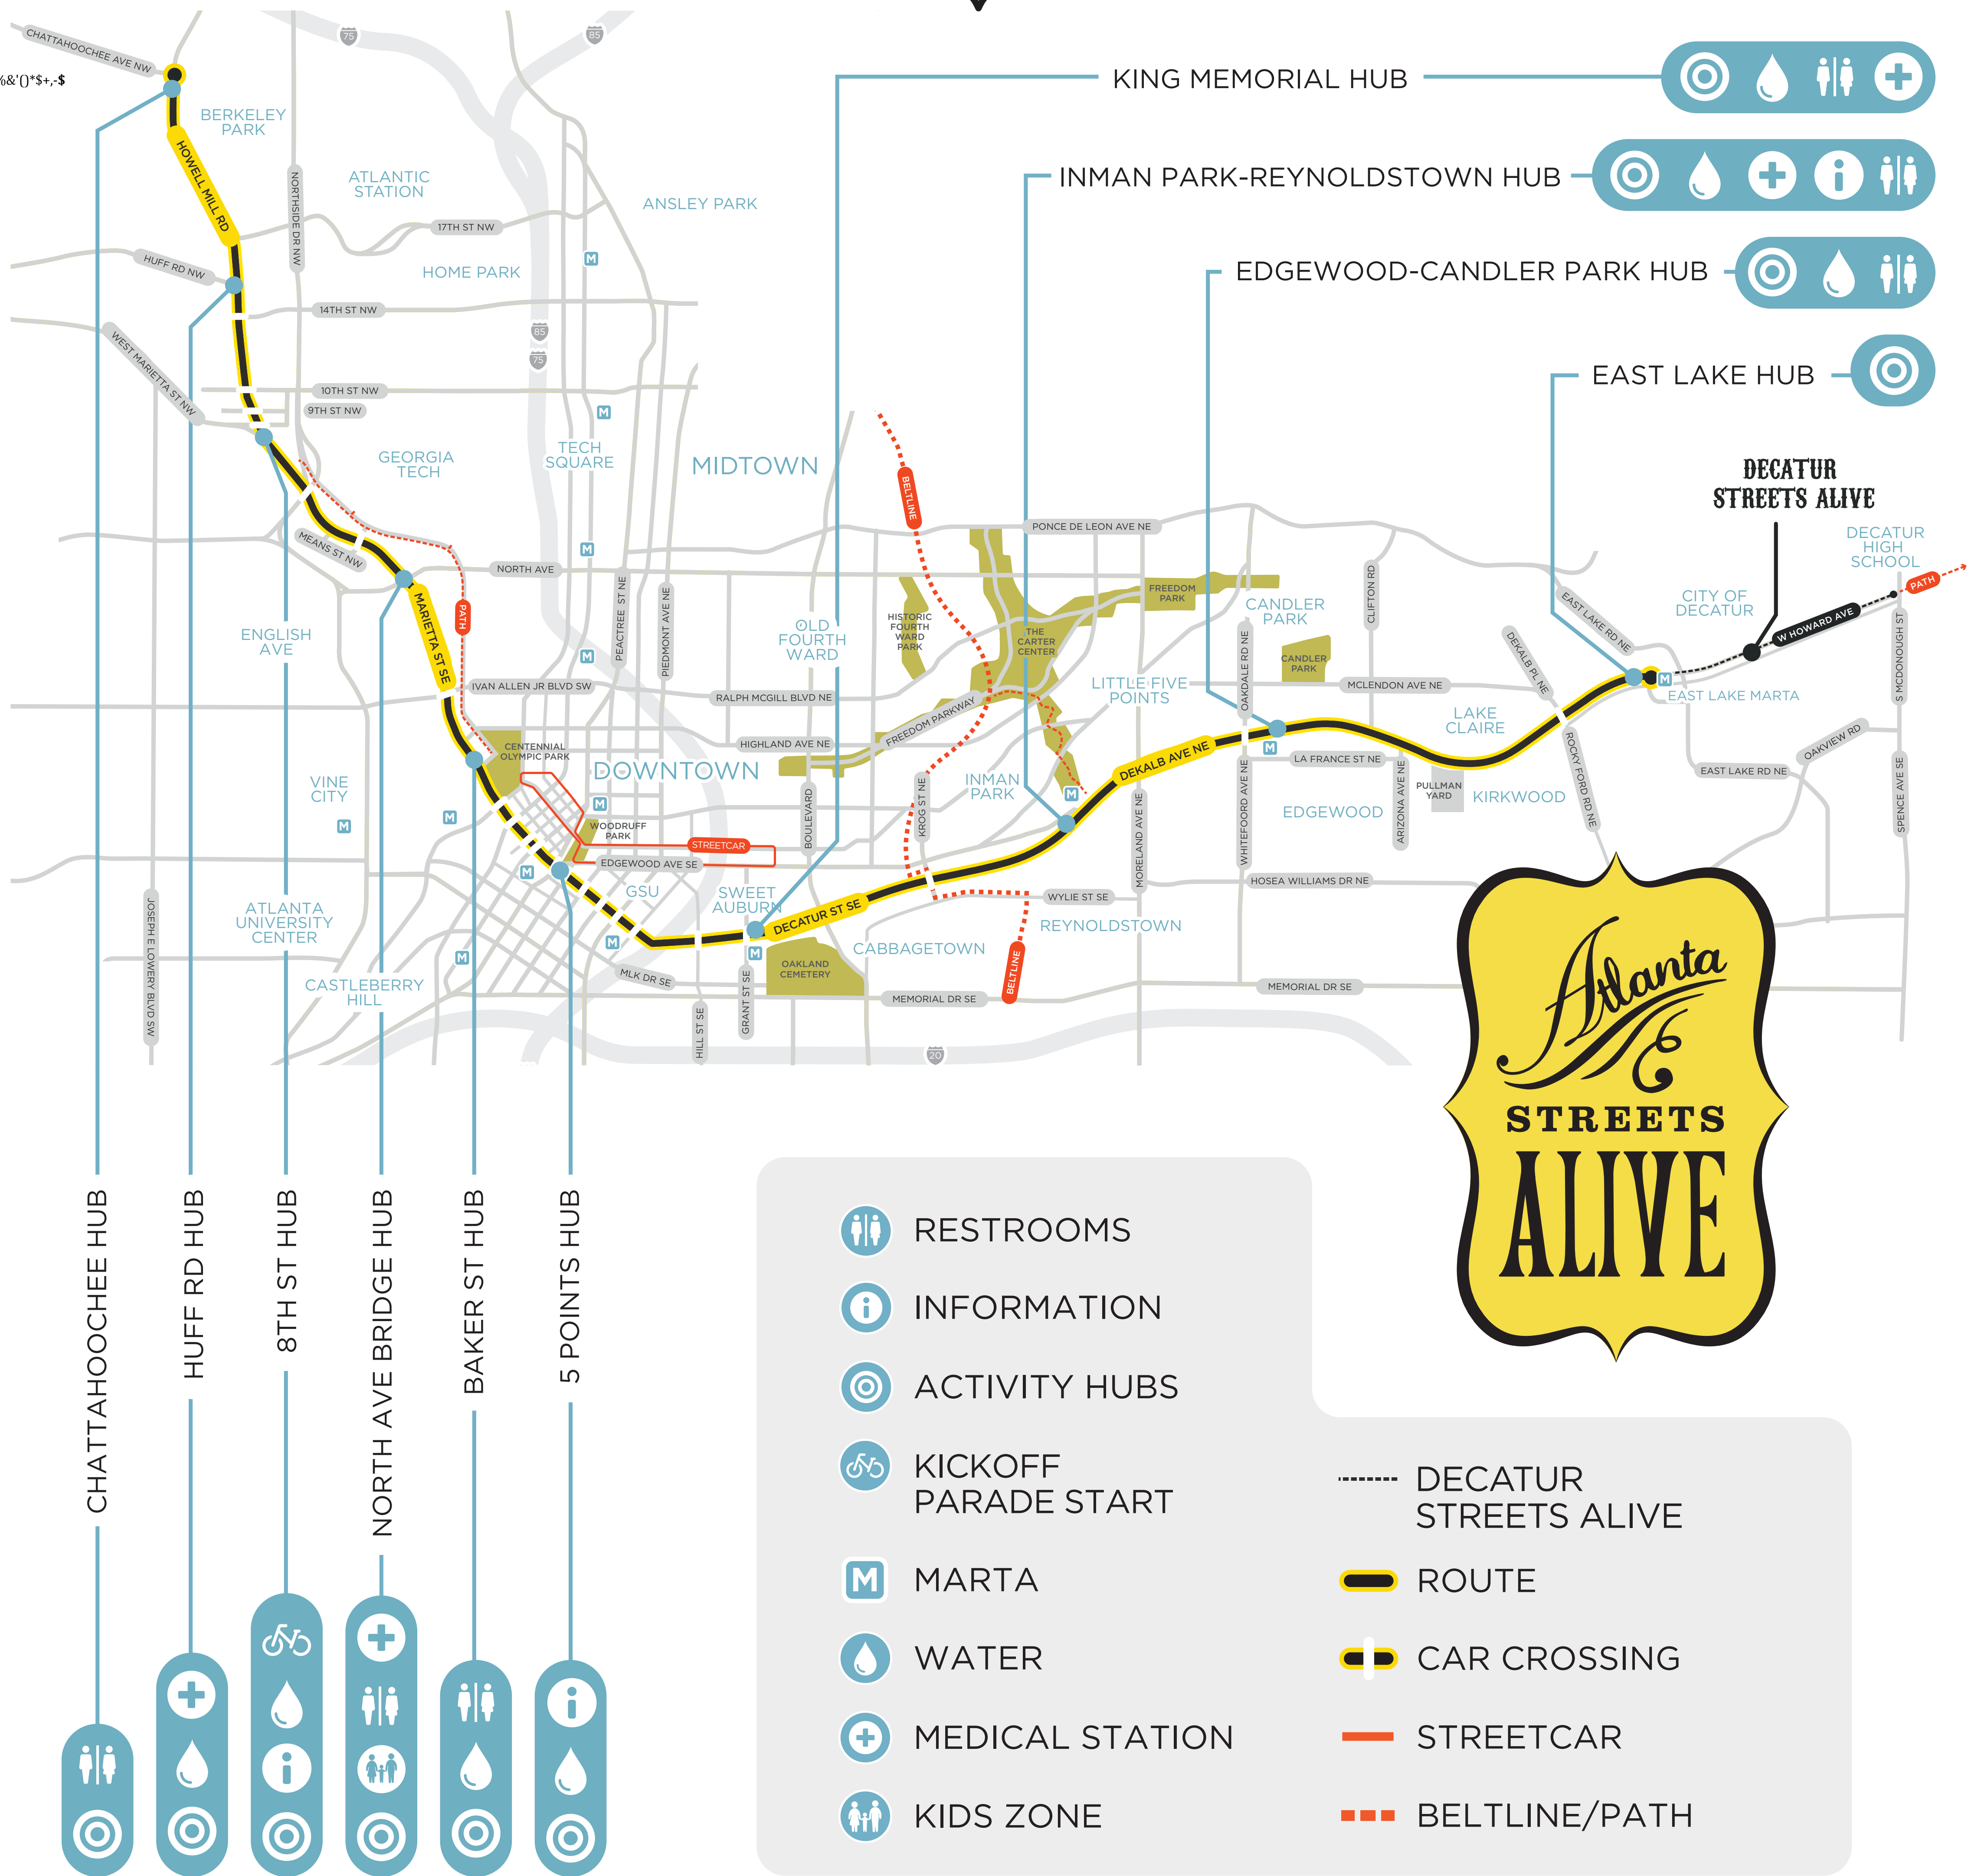 CHATTAHOOCHEE AVE NW
%&'()*$+,-$
75
85
BERKELEY
PARK
HOWELL MILL RD
NORTHSIDE DR NW
ATLANTIC
STATION
ANSLEY PARK
17TH ST NW
HUFF RD NW
HOME PARK
M
14TH ST NW
85
75
WEST MARIETTA ST NW
10TH ST NW
9TH ST NW
M
GEORGIA
TECH
TECH
SQUARE
MIDTOWN
BELTLINE
MEANS ST NW
M
PONCE DE LEON AVE NE
NORTH AVE
KING MEMORIAL HUB
INMAN PARK-REYNOLDSTOWN HUB
EDGEWOOD-CANDLER PARK HUB
EAST LAKE HUB
DECATUR
STREETS ALIVE
DECATUR
HIGH
SCHOOL
PATH
CITY OF
DECATUR
W HOWARD AVE
S MCDONOUGH ST
EAST LAKE RD NE
DEKALB PL NE
CLIFTON RD
FREEDOM
PARK
CANDLER
PARK
CANDLER
PARK
OAKDALE RD NE
MCLENDON AVE NE
M
EAST LAKE MARTA
LAKE
CLAIRE
LITTLE FIVE
POINTS
THE
CARTER
CENTER
HISTORIC
FOURTH
WARD
PARK
OLD
FOURTH
WARD
PEACHTREE ST NE
PIEDMONT AVE NE
PATH
MARIETTA ST SE
ENGLISH
AVE
M
IVAN ALLEN JR BLVD SW
RALPH MCGILL BLVD NE
FREEDOM PARKWAY
HIGHLAND AVE NE
CENTENNIAL
OLYMPIC PARK
DOWNTOWN
VINE
CITY
M
M
M
WOODRUFF
PARK
STREETCAR
EDGEWOOD AVE SE
BOULEVARD
KROG ST NE
INMAN
PARK
M
DEKALB AVE NE
M
LA FRANCE ST NE
WHITEFOORD AVE NE
MORELAND AVE NE
EDGEWOOD
ARIZONA AVE NE
PULLMAN
YARD
KIRKWOOD
ROCKY FORD RD NE
EAST LAKE RD NE
OAKVIEW RD
SPENCE AVE SE
M
GSU
SWEET
AUBURN
DECATUR ST SE
WYLIE ST SE
HOSEA WILLIAMS DR NE
REYNOLDSTOWN
CABBAGETOWN
BELTLINE
ATLANTA
UNIVERSITY
CENTER
JOSEPH E LOWERY BLVD SW
CASTLEBERRY
HILL
M
M
M
OAKLAND
CEMETERY
MLK DR SE
MEMORIAL DR SE
MEMORIAL DR SE
GRANT ST SE
HILL ST SE
20
Atlanta
STREETS
ALIVE
CHATTAHOOCHEE HUB
HUFF RD HUB
8TH ST HUB
NORTH AVE BRIDGE HUB
BAKER ST HUB
5 POINTS HUB
RESTROOMS
INFORMATION
ACTIVITY HUBS
KICKOFF
PARADE START
M MARTA
WATER
MEDICAL STATION
KIDS ZONE
DECATUR
STREETS ALIVE
ROUTE
CAR CROSSING
STREETCAR
BELTLINE/PATH